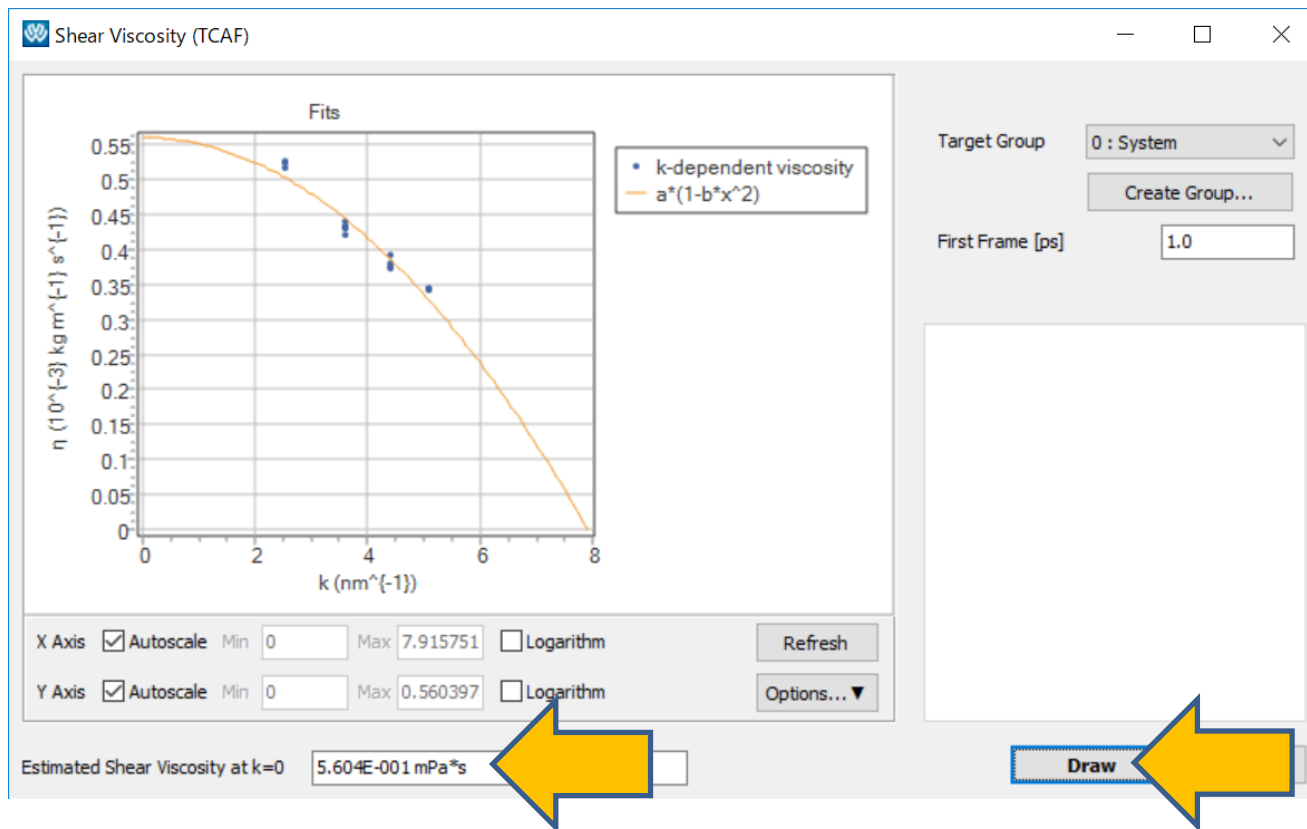 Shear Viscosity (TCAF)
Fits
0.55
0.5
0.45
0.4
0.35
0.3
0.25
0.2
0.15
0.1
0.05
0
η (10^{-3} kg m^{-1} s^{-1})
0 2 4 6 8
k (nm^{-1})
k-dependent viscosity
a*(1-b*x^2)
Target Group 0 : System
Create Group...
First Frame [ps] 1.0
X Axis Autoscale Min 0 Max 7.915751 Logarithm Refresh
Y Axis Autoscale Min 0 Max 0.560397 Logarithm Options... ▼
Estimated Shear Viscosity at k=0 5.604E-001 mPa*s
Draw